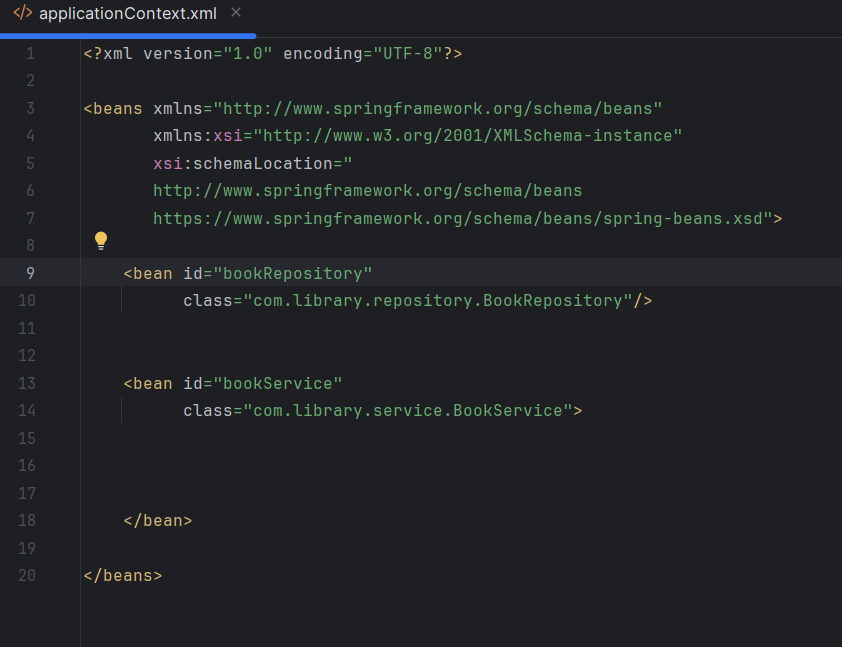 </> applicationContext.xml ×
1 <?xml version="1.0" encoding="UTF-8"?>
2
3 <beans xmlns="http://www.springframework.org/schema/beans"
4 xmlns:xsi="http://www.w3.org/2001/XMLSchema-instance"
5 xsi:schemaLocation="
6 http://www.springframework.org/schema/beans
7 https://www.springframework.org/schema/beans/spring-beans.xsd">
8
9 <bean id="bookRepository"
10 class="com.library.repository.BookRepository"/>
11
12
13 <bean id="bookService"
14 class="com.library.service.BookService">
15
16
17
18 </bean>
19
20 </beans>